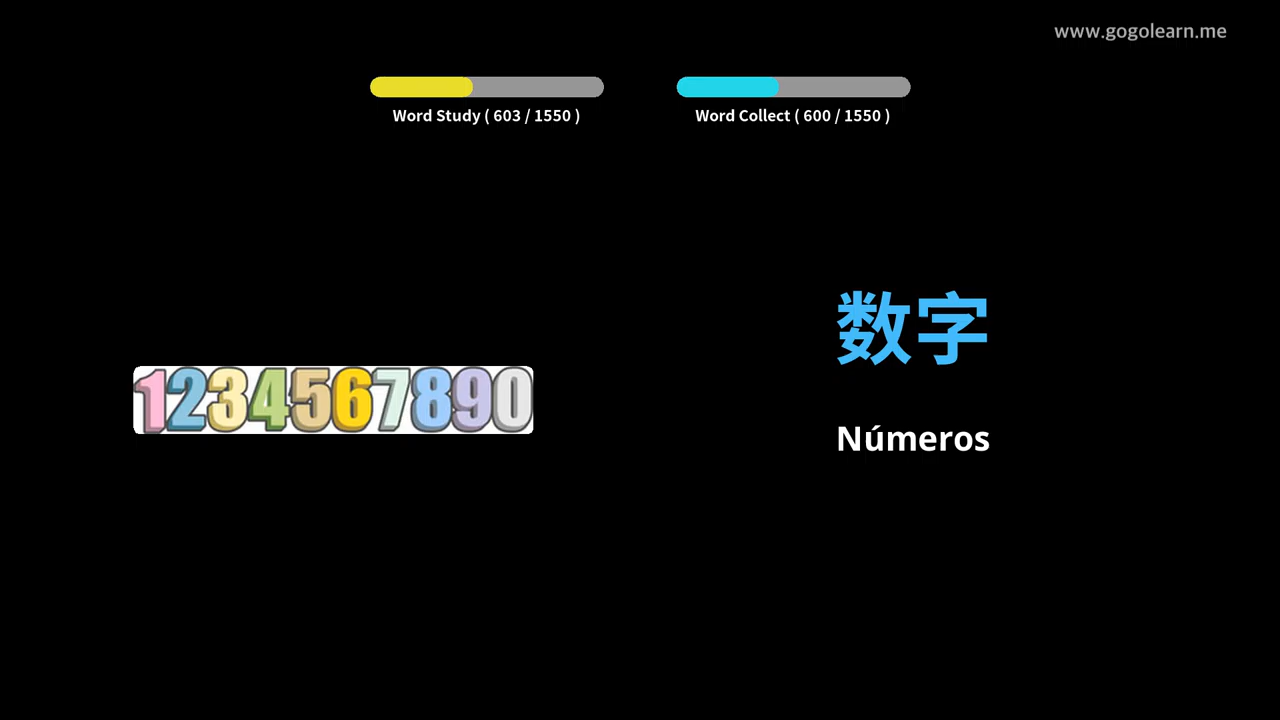 www.gogolearn.me
Word Study ( 603 / 1550 )
Word Collect ( 600 / 1550 )
数字
1234567890
Números